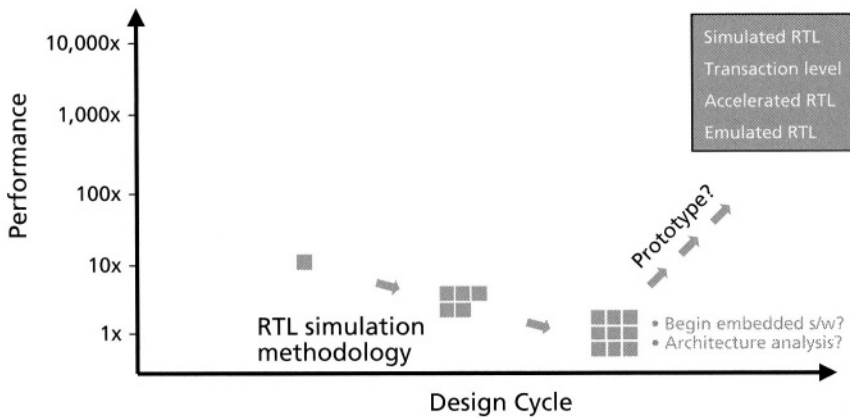 10,000x
1,000x
100x
10x
1x
Performance
Simulated RTL
Transaction level
Accelerated RTL
Emulated RTL
Prototype?
RTL simulation
methodology
• Begin embedded s/w?
• Architecture analysis?
Design Cycle